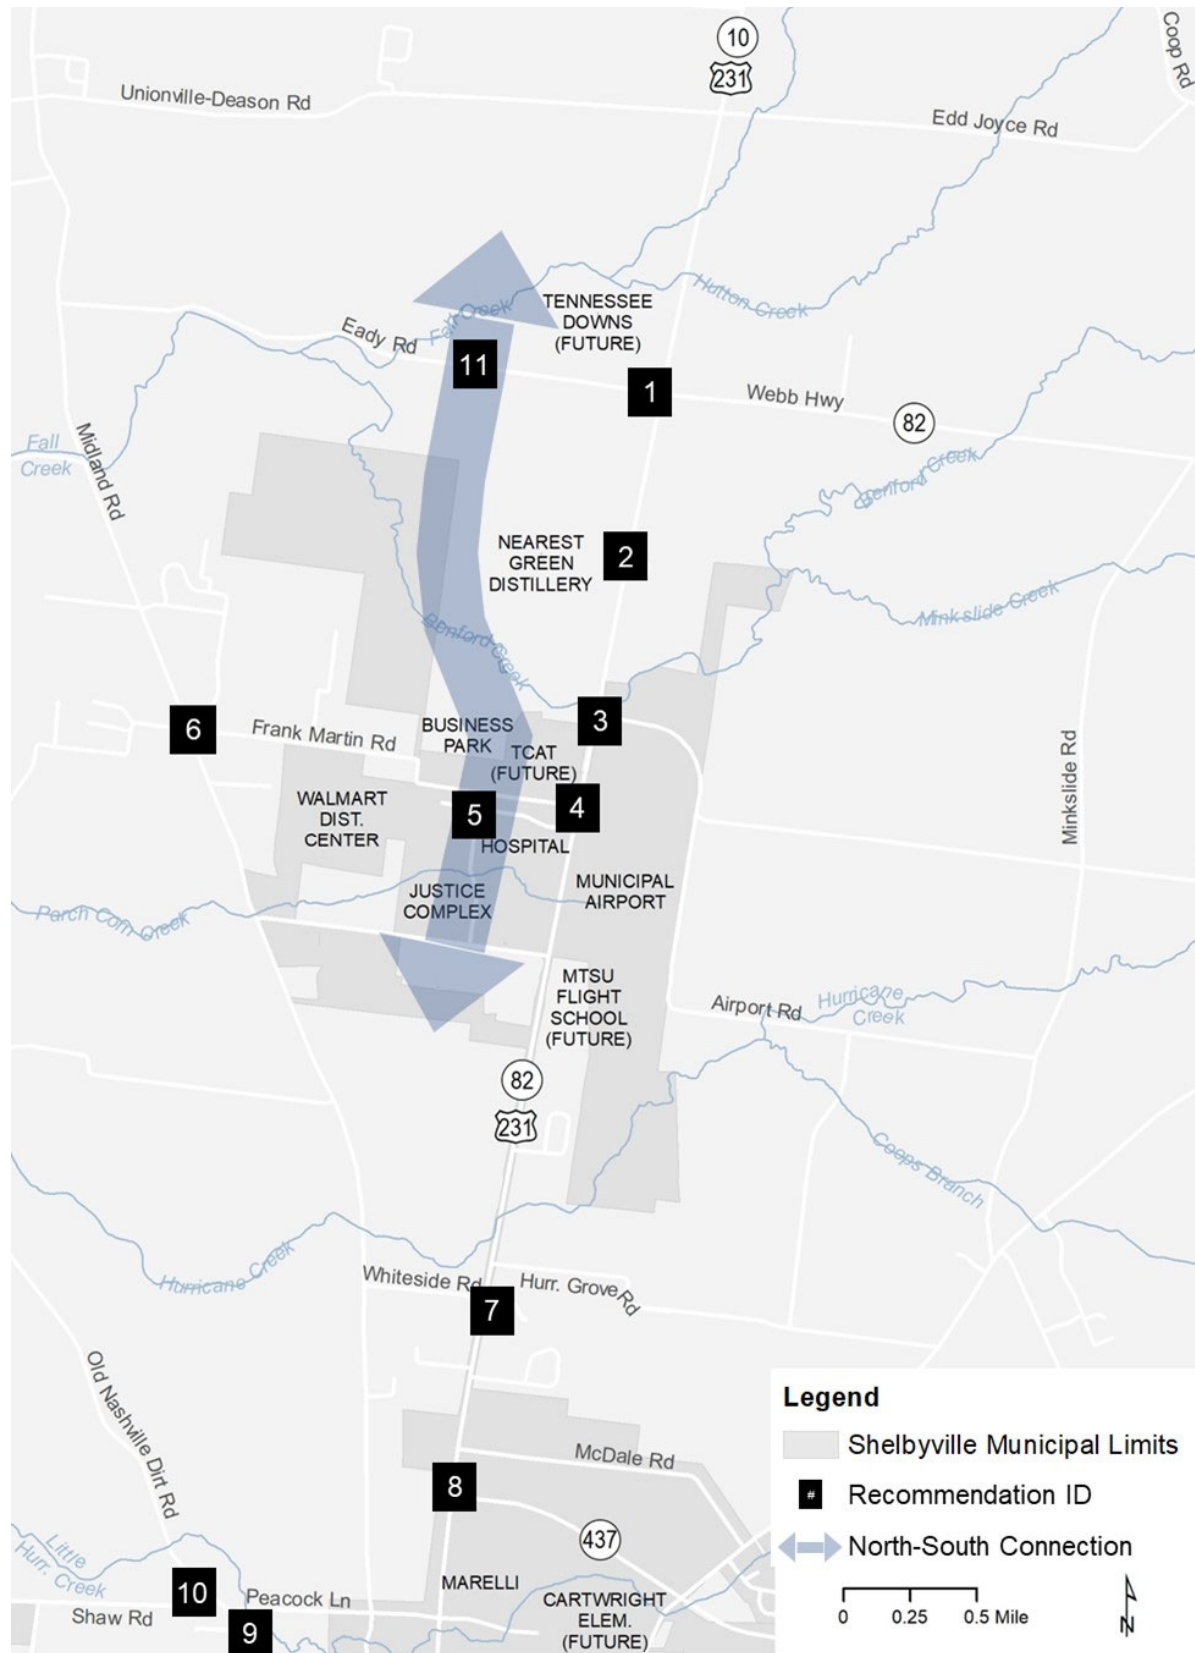 10
231
Coop Rd
Unionville-Deason Rd
Edd Joyce Rd
Hutton Creek
TENNESSEE
DOWNS
(FUTURE)
Fall Creek
Eady Rd
11
1
Webb Hwy
82
Fall
Creek
Midland Rd
Benford Creek
NEAREST
GREEN
DISTILLERY
2
Minkslide Creek
Benford Creek
6
Frank Martin Rd
BUSINESS
PARK
3
TCAT
(FUTURE)
Minkslide Rd
WALMART
DIST.
CENTER
5
4
HOSPITAL
JUSTICE
COMPLEX
MUNICIPAL
AIRPORT
Parch Corn Creek
MTSU
FLIGHT
SCHOOL
(FUTURE)
Airport Rd
Hurricane
Creek
82
231
Coops Branch
Hurricane Creek
Whiteside Rd
Hurr. Grove Rd
7
Old Nashville Dirt Rd
McDale Rd
8
437
Little
Hurr. Creek
10
Peacock Ln
MARELLI
Shaw Rd
9
CARTWRIGHT
ELEM.
(FUTURE)
Legend
Shelbyville Municipal Limits
# Recommendation ID
North-South Connection
0 0.25 0.5 Mile
N